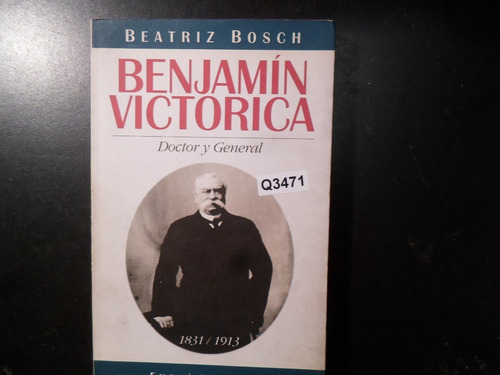 BEATRIZ BOSCH
BENJAMÍN
VICTORICA
Doctor y General
Q3471
1831 / 1913